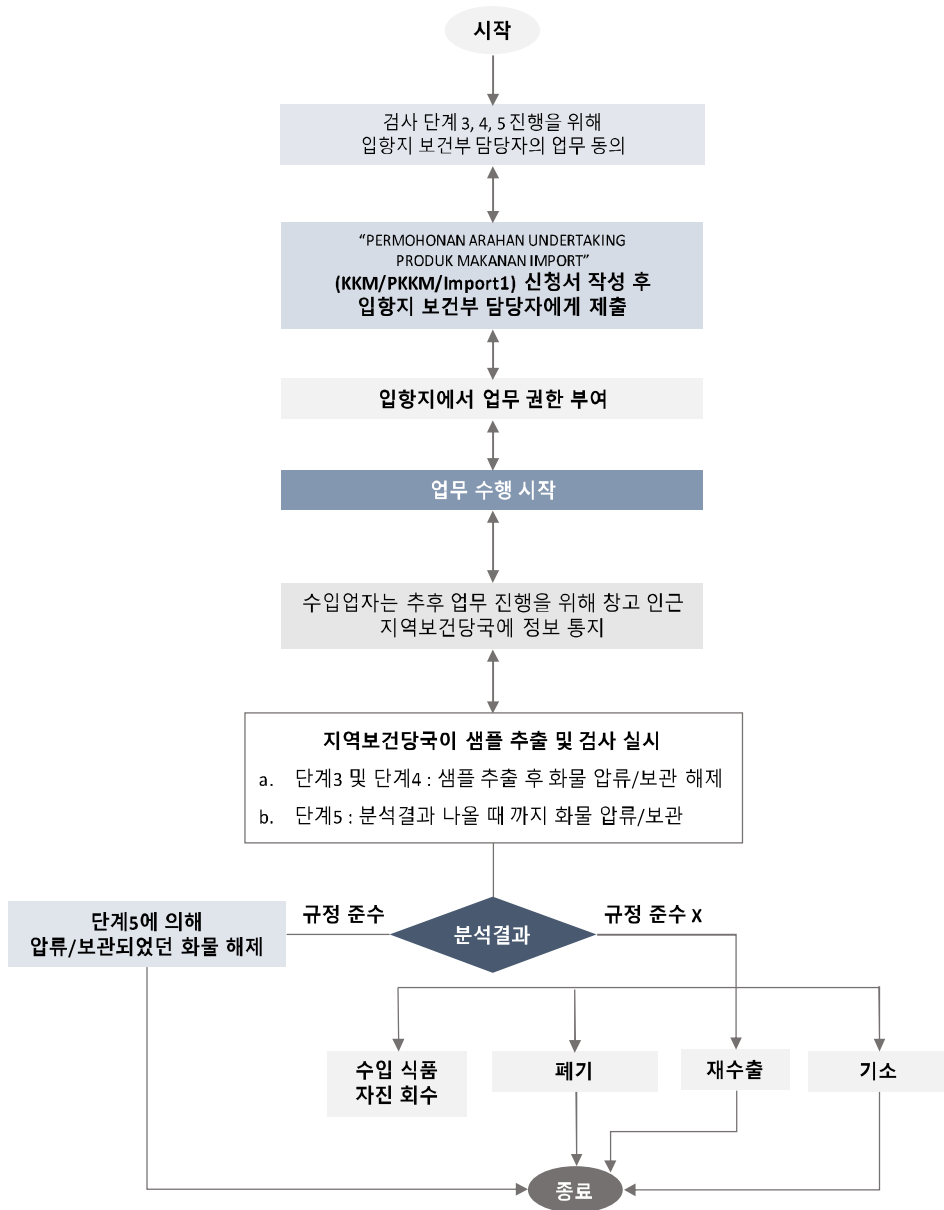 시작
검사 단계 3, 4, 5 진행을 위해
입항지 보건부 담당자의 업무 동의
“PERMOHONAN ARAHAN UNDERTAKING
PRODUK MAKANAN IMPORT”
(KKM/PKKM/Import1) 신청서 작성 후
입항지 보건부 담당자에게 제출
입항지에서 업무 권한 부여
업무 수행 시작
수입업자는 추후 업무 진행을 위해 창고 인근
지역보건당국에 정보 통지
지역보건당국이 샘플 추출 및 검사 실시
a. 단계3 및 단계4 : 샘플 추출 후 화물 압류/보관 해제
b. 단계5 : 분석결과 나올 때 까지 화물 압류/보관
단계5에 의해
압류/보관되었던 화물 해제
규정 준수
분석결과
규정 준수 X
수입 식품
자진 회수
폐기
재수출
기소
종료